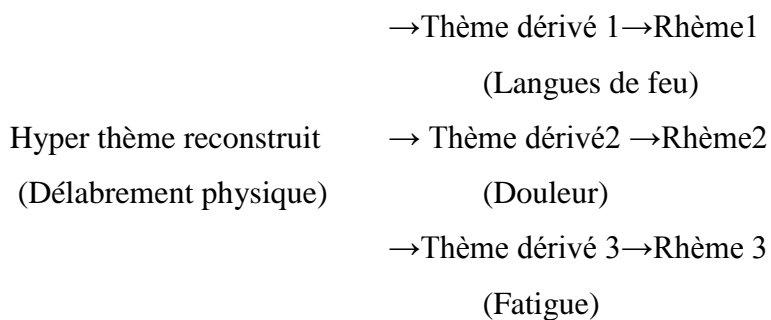 →Thème dérivé 1→Rhème1
(Langues de feu)
Hyper thème reconstruit → Thème dérivé2 →Rhème2
(Délabrement physique) (Douleur)
→Thème dérivé 3→Rhème 3
(Fatigue)